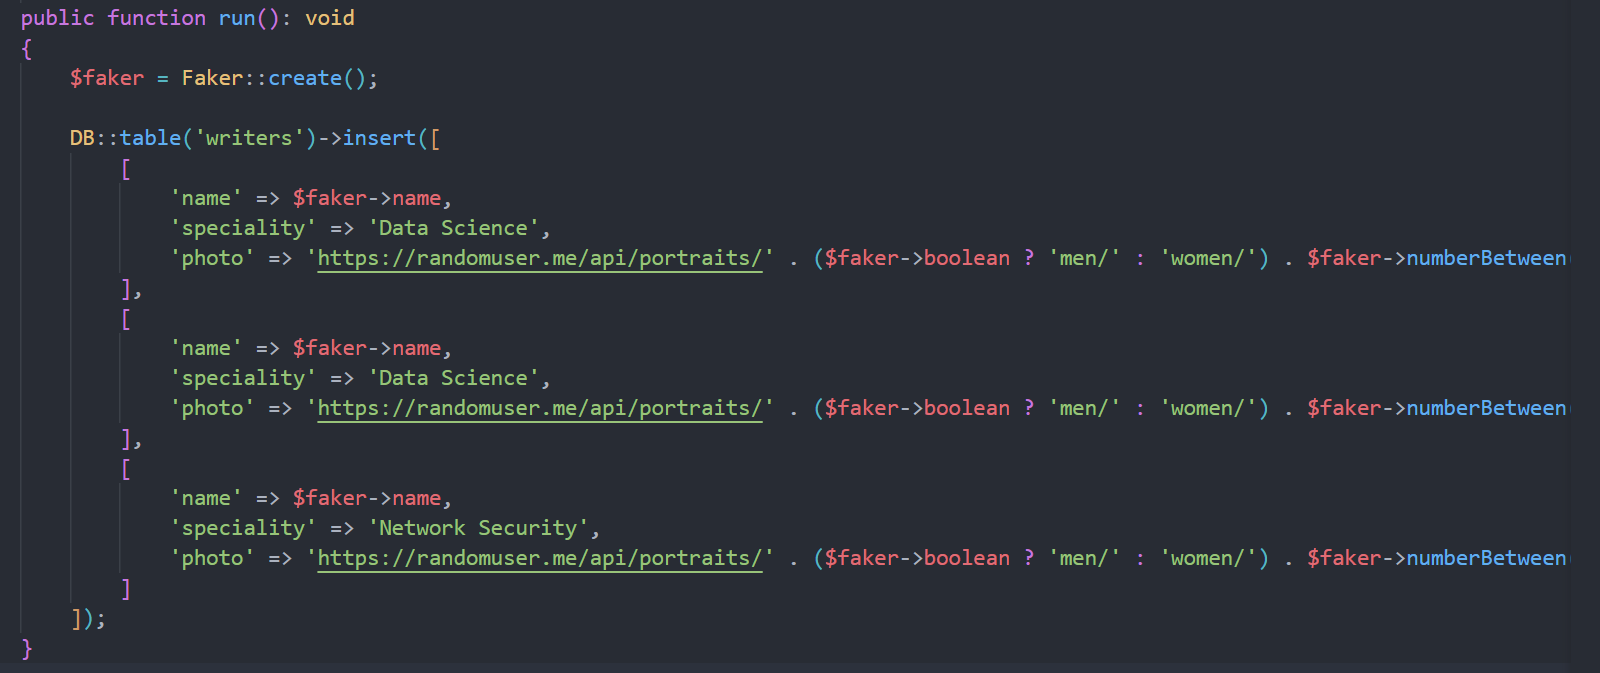 public function run(): void
{
    $faker = Faker::create();

    DB::table('writers')->insert([
        [
            'name' => $faker->name,
            'speciality' => 'Data Science',
            'photo' => 'https://randomuser.me/api/portraits/' . ($faker->boolean ? 'men/' : 'women/') . $faker->numberBetween(
        ],
        [
            'name' => $faker->name,
            'speciality' => 'Data Science',
            'photo' => 'https://randomuser.me/api/portraits/' . ($faker->boolean ? 'men/' : 'women/') . $faker->numberBetween(
        ],
        [
            'name' => $faker->name,
            'speciality' => 'Network Security',
            'photo' => 'https://randomuser.me/api/portraits/' . ($faker->boolean ? 'men/' : 'women/') . $faker->numberBetween(
        ]
    ]);
}